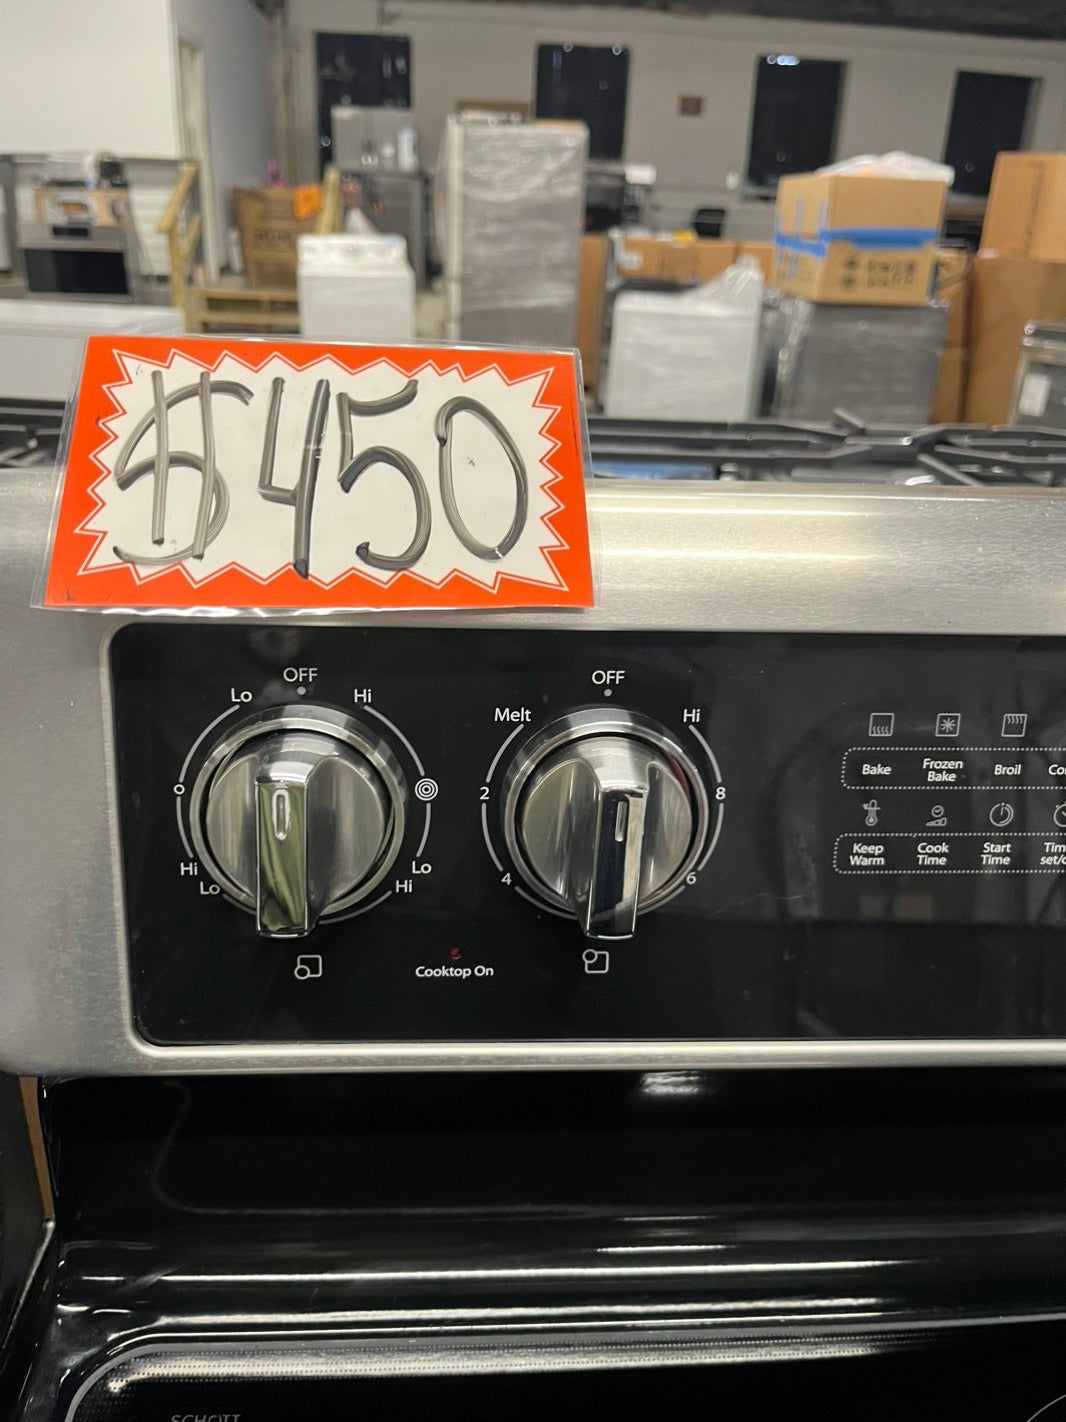 $450
OFF
Lo
Hi
Hi
Lo
Lo
Hi
OFF
Melt
Hi
2
8
4
6
Cooktop On
Bake
Frozen
Bake
Broil
Keep
Warm
Cook
Time
Start
Time
SCHOTT